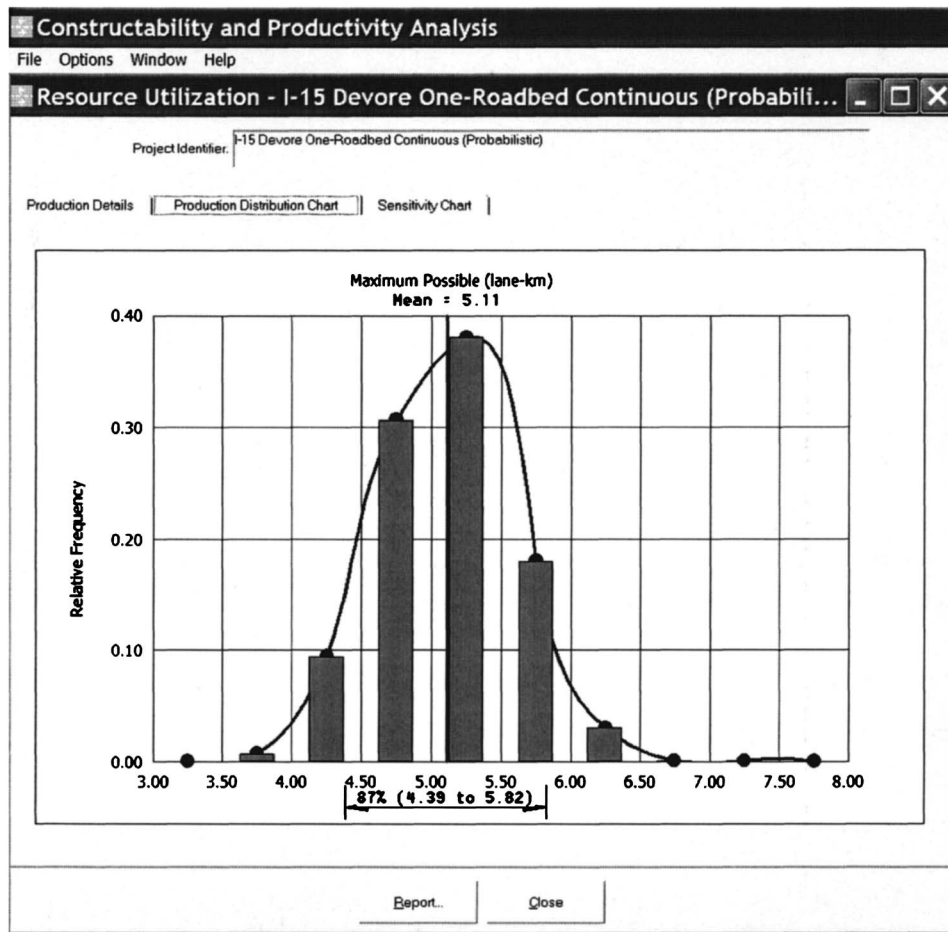 Constructability and Productivity Analysis
File Options Window Help
Resource Utilization - I-15 Devore One-Roadbed Continuous (Probabili...
Project Identifier. I-15 Devore One-Roadbed Continuous (Probabilistic)
Production Details Production Distribution Chart Sensitivity Chart
Maximum Possible (lane-km)
Mean = 5.11
0.40
0.30
0.20
0.10
0.00
Relative Frequency
3.00 3.50 4.00 4.50 5.00 5.50 6.00 6.50 7.00 7.50 8.00
87% (4.39 to 5.82)
Report... Close